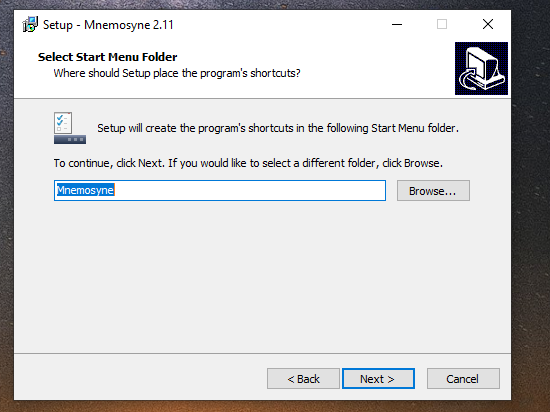 Setup - Mnemosyne 2.11
Select Start Menu Folder
Where should Setup place the program's shortcuts?
Setup will create the program's shortcuts in the following Start Menu folder.
To continue, click Next. If you would like to select a different folder, click Browse.
Mnemosyne
Browse...
< Back
Next >
Cancel